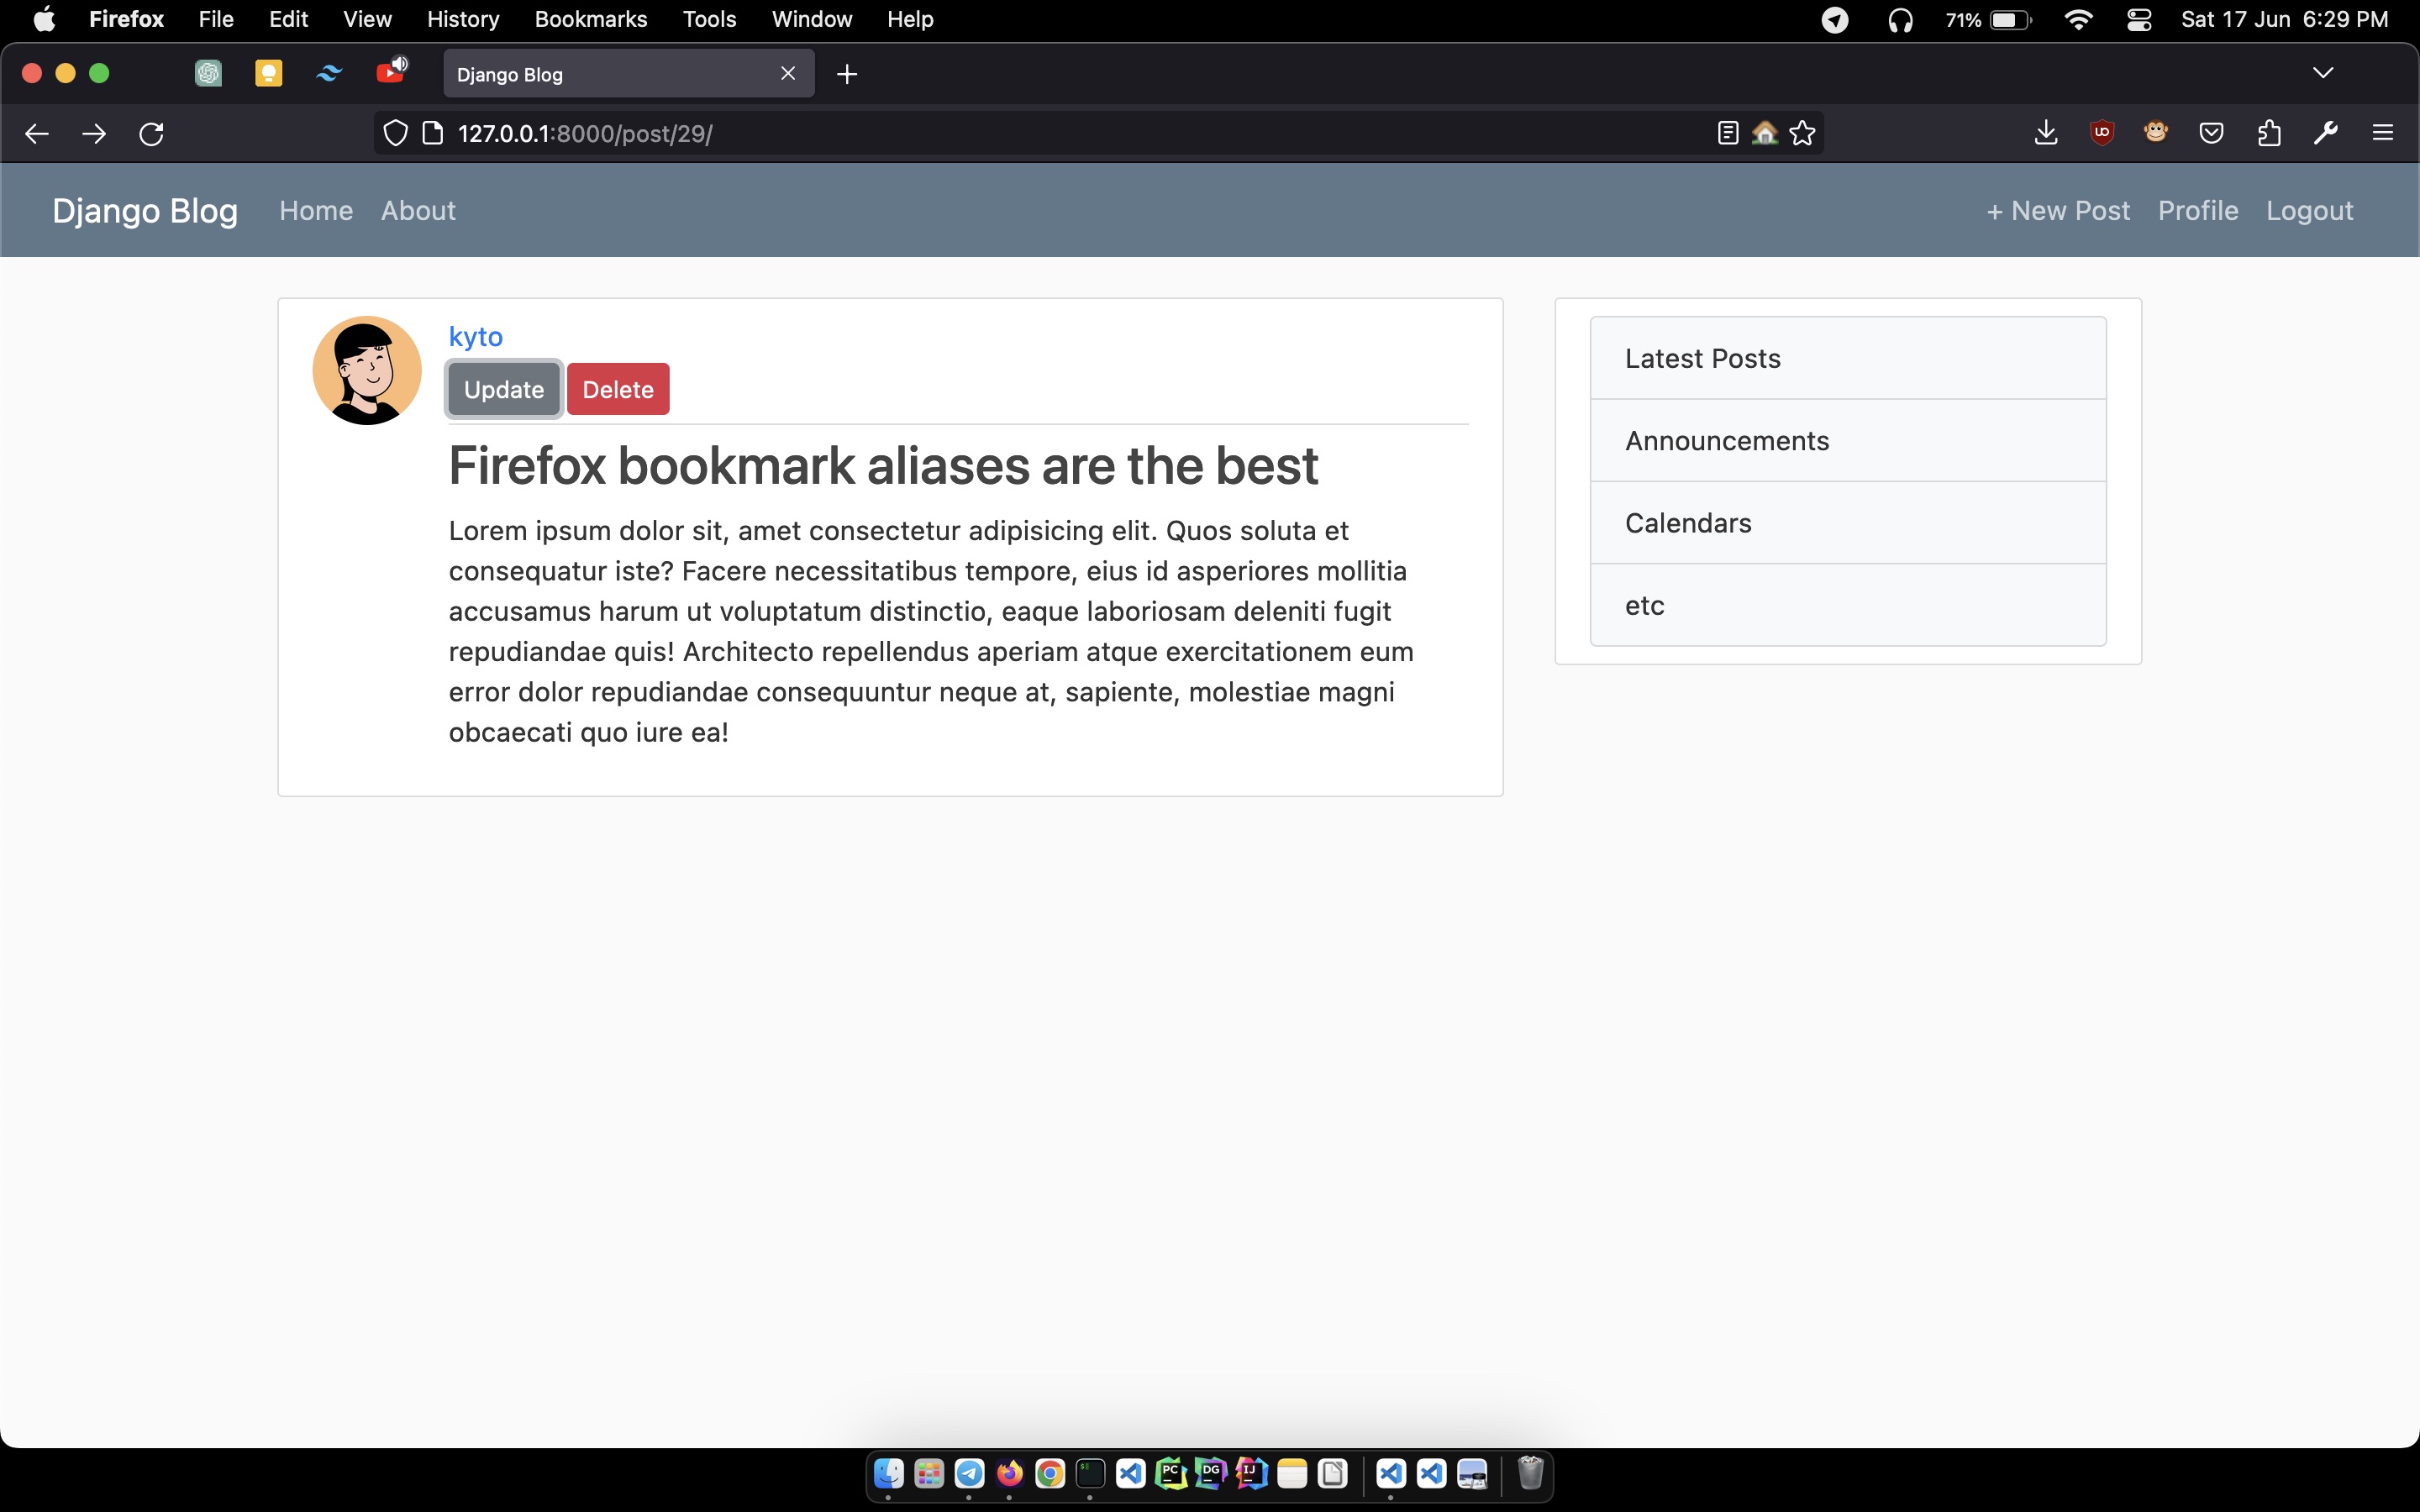 Firefox File Edit View History Bookmarks Tools Window Help 71% Sat 17 Jun 6:29 PM
Django Blog
127.0.0.1:8000/post/29/
Django Blog Home About + New Post Profile Logout
kyto
Update Delete
Firefox bookmark aliases are the best
Lorem ipsum dolor sit, amet consectetur adipisicing elit. Quos soluta et
consequatur iste? Facere necessitatibus tempore, eius id asperiores mollitia
accusamus harum ut voluptatum distinctio, eaque laboriosam deleniti fugit
repudiandae quis! Architecto repellendus aperiam atque exercitationem eum
error dolor repudiandae consequuntur neque at, sapiente, molestiae magni
obcaecati quo iure ea!
Latest Posts
Announcements
Calendars
etc
PC DG IJ